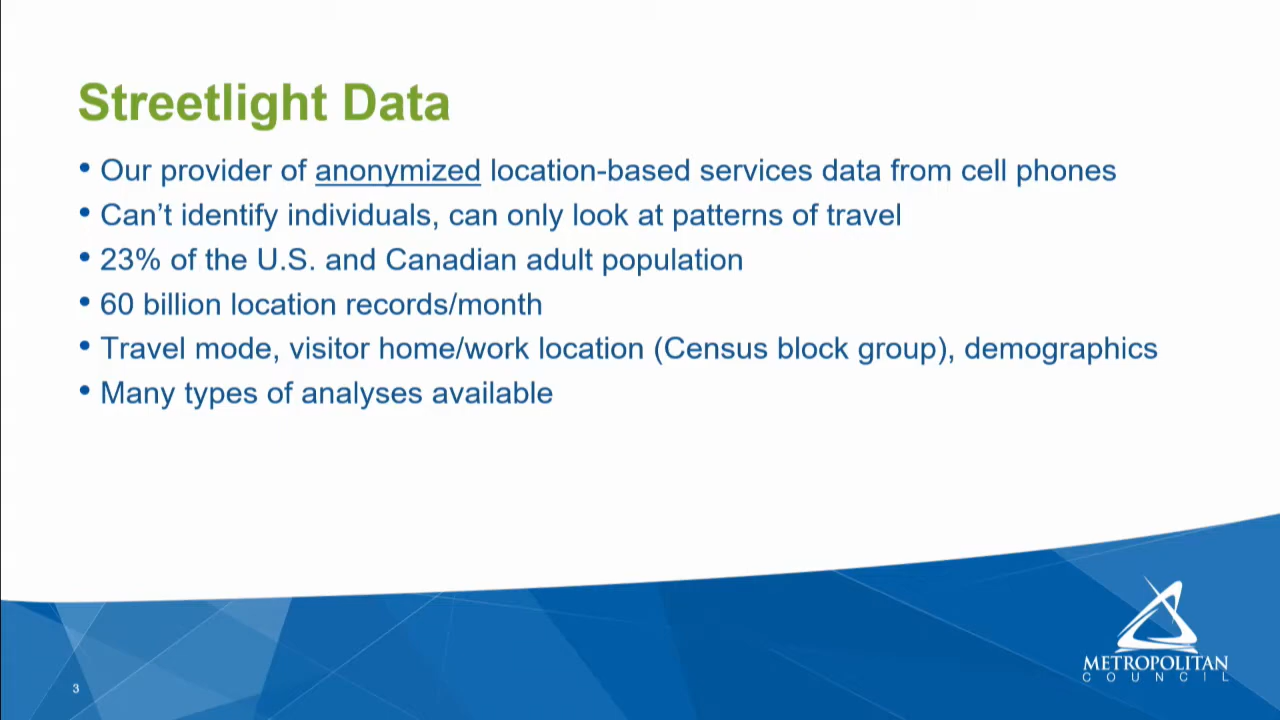 Streetlight Data
• Our provider of anonymized location-based services data from cell phones
• Can't identify individuals, can only look at patterns of travel
• 23% of the U.S. and Canadian adult population
• 60 billion location records/month
• Travel mode, visitor home/work location (Census block group), demographics
• Many types of analyses available
METROPOLITAN
COUNCIL
3